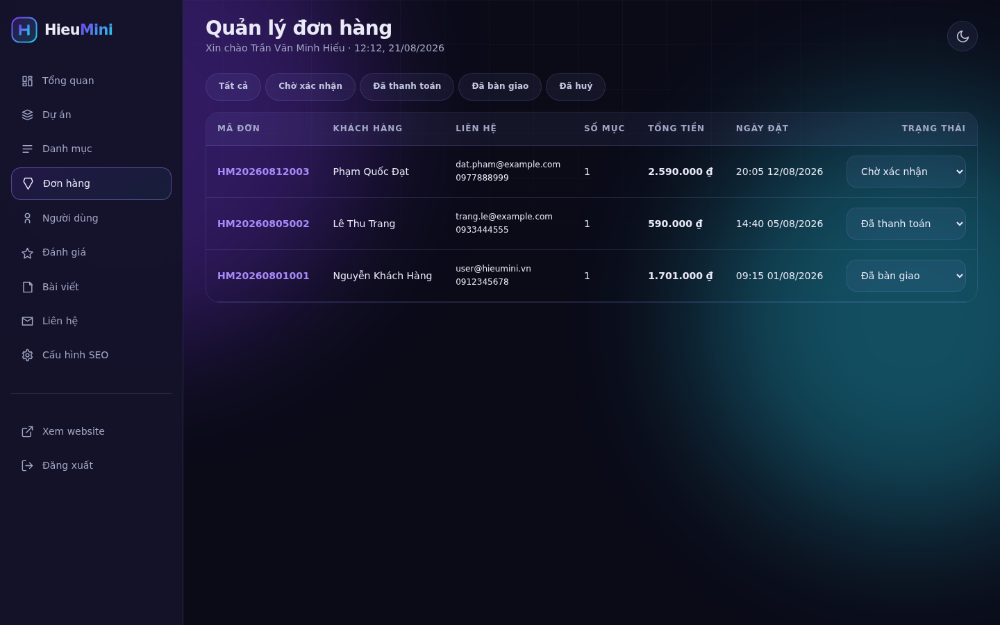 HieuMini
Tổng quan
Dự án
Danh mục
Đơn hàng
Người dùng
Đánh giá
Bài viết
Liên hệ
Cấu hình SEO
Xem website
Đăng xuất
Quản lý đơn hàng
Xin chào Trần Văn Minh Hiếu · 12:12, 21/08/2026
Tất cả Chờ xác nhận Đã thanh toán Đã bàn giao Đã huỷ
MÃ ĐƠN KHÁCH HÀNG LIÊN HỆ SỐ MỤC TỔNG TIỀN NGÀY ĐẶT TRẠNG THÁI
HM20260812003 Phạm Quốc Đạt dat.pham@example.com 0977888999 1 2.590.000 ₫ 20:05 12/08/2026 Chờ xác nhận
HM20260805002 Lê Thu Trang trang.le@example.com 0933444555 1 590.000 ₫ 14:40 05/08/2026 Đã thanh toán
HM20260801001 Nguyễn Khách Hàng user@hieumini.vn 0912345678 1 1.701.000 ₫ 09:15 01/08/2026 Đã bàn giao